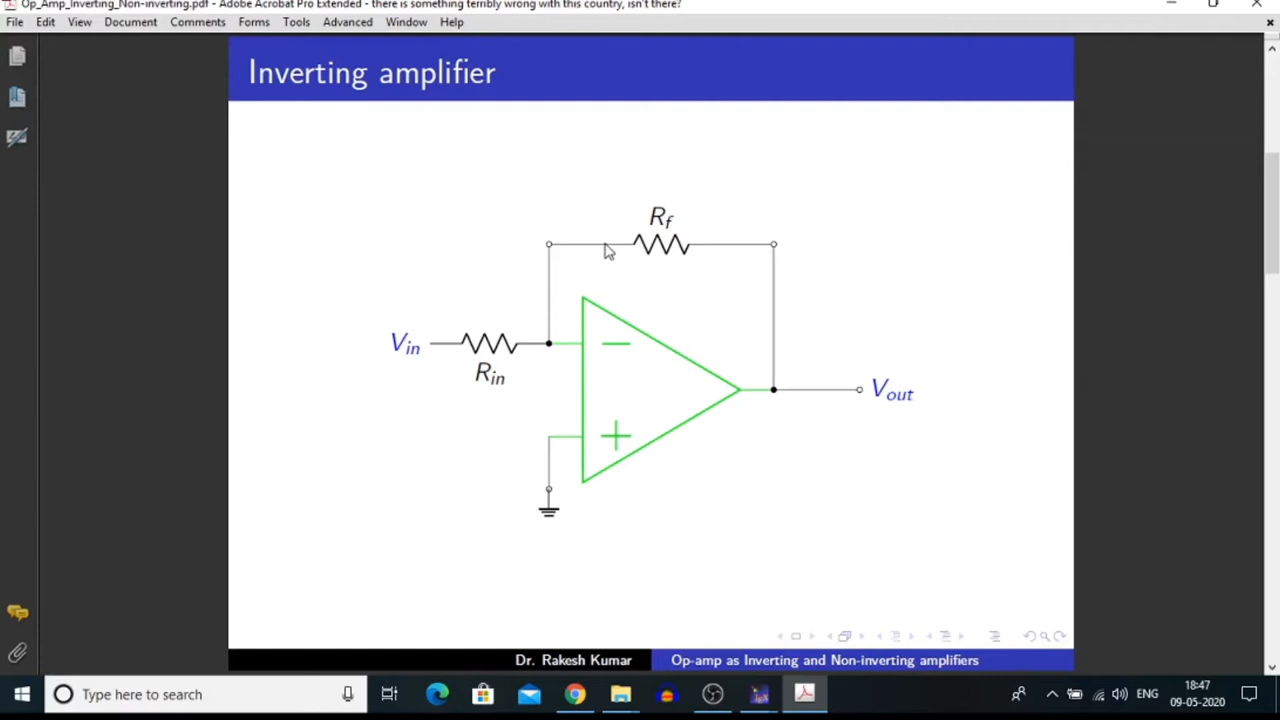 Op_Amp_Inverting_Non-inverting.pdf - Adobe Acrobat Pro Extended - there is something terribly wrong with this country, isn't there?
File Edit View Document Comments Forms Tools Advanced Window Help
Inverting amplifier
Rf
Vin
Rin
−
+
Vout
Dr. Rakesh Kumar Op-amp as Inverting and Non-inverting amplifiers
Type here to search
ENG
18:47
09-05-2020